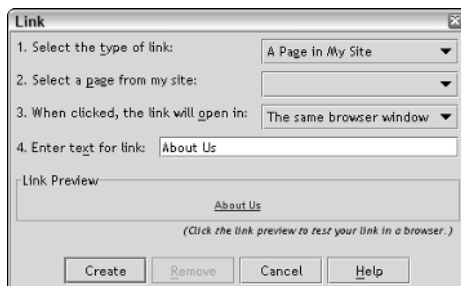 Link
1. Select the type of link: A Page in My Site
2. Select a page from my site:
3. When clicked, the link will open in: The same browser window
4. Enter text for link: About Us
Link Preview
About Us
(Click the link preview to test your link in a browser.)
Create Remove Cancel Help